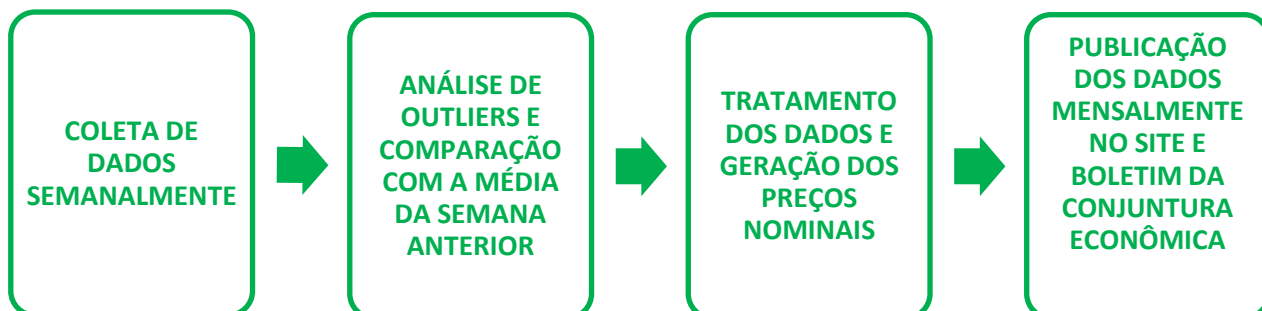 COLETA DE
DADOS
SEMANALMENTE
ANÁLISE DE
OUTLIERS E
COMPARAÇÃO
COM A MÉDIA
DA SEMANA
ANTERIOR
TRATAMENTO
DOS DADOS E
GERAÇÃO DOS
PREÇOS
NOMINAIS
PUBLICAÇÃO
DOS DADOS
MENSALMENTE
NO SITE E
BOLETIM DA
CONJUNTURA
ECONÔMICA